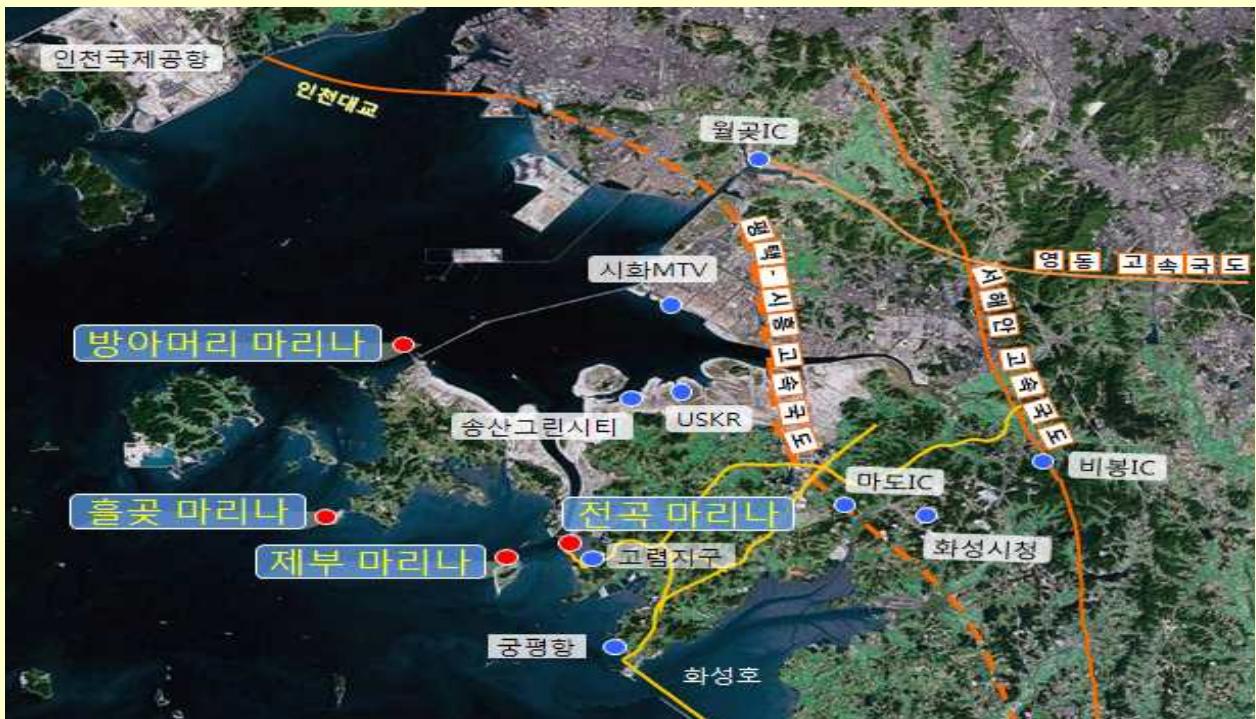 인천국제공항
인천대교
월곶IC
영동 고속국도
평택-시흥고속국도
서해안 고속국도
시화MTV
방아머리 마리나
송산그린시티
USKR
비봉IC
마도IC
흘곶 마리나
전곡 마리나
화성시청
제부 마리나
고렴지구
궁평항
화성호